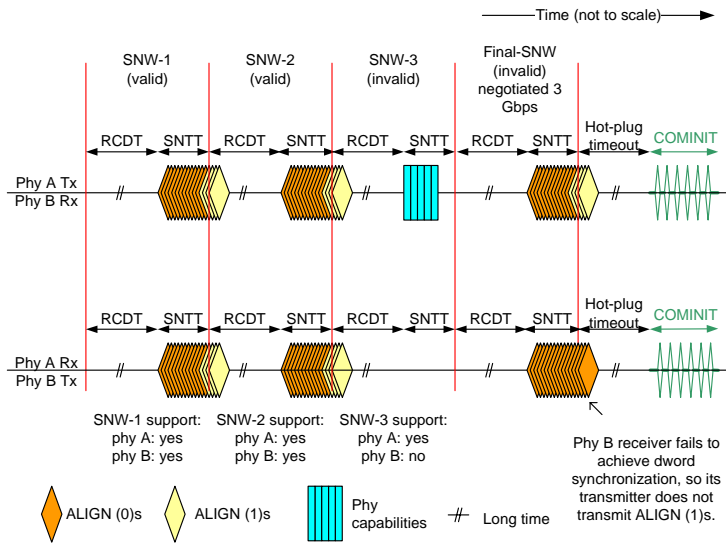 Time (not to scale)
SNW-1
(valid)
SNW-2
(valid)
SNW-3
(invalid)
Final-SNW
(invalid)
negotiated 3
Gbps
Hot-plug
timeout
RCDT SNTT RCDT SNTT RCDT SNTT RCDT SNTT COMINIT
Phy A Tx
Phy B Rx
Hot-plug
timeout
RCDT SNTT RCDT SNTT RCDT SNTT RCDT SNTT COMINIT
Phy A Rx
Phy B Tx
SNW-1 support:
phy A: yes
phy B: yes
SNW-2 support:
phy A: yes
phy B: yes
SNW-3 support:
phy A: yes
phy B: no
Phy B receiver fails to
achieve dword
synchronization, so its
transmitter does not
transmit ALIGN (1)s.
ALIGN (0)s
ALIGN (1)s
Phy
capabilities
Long time